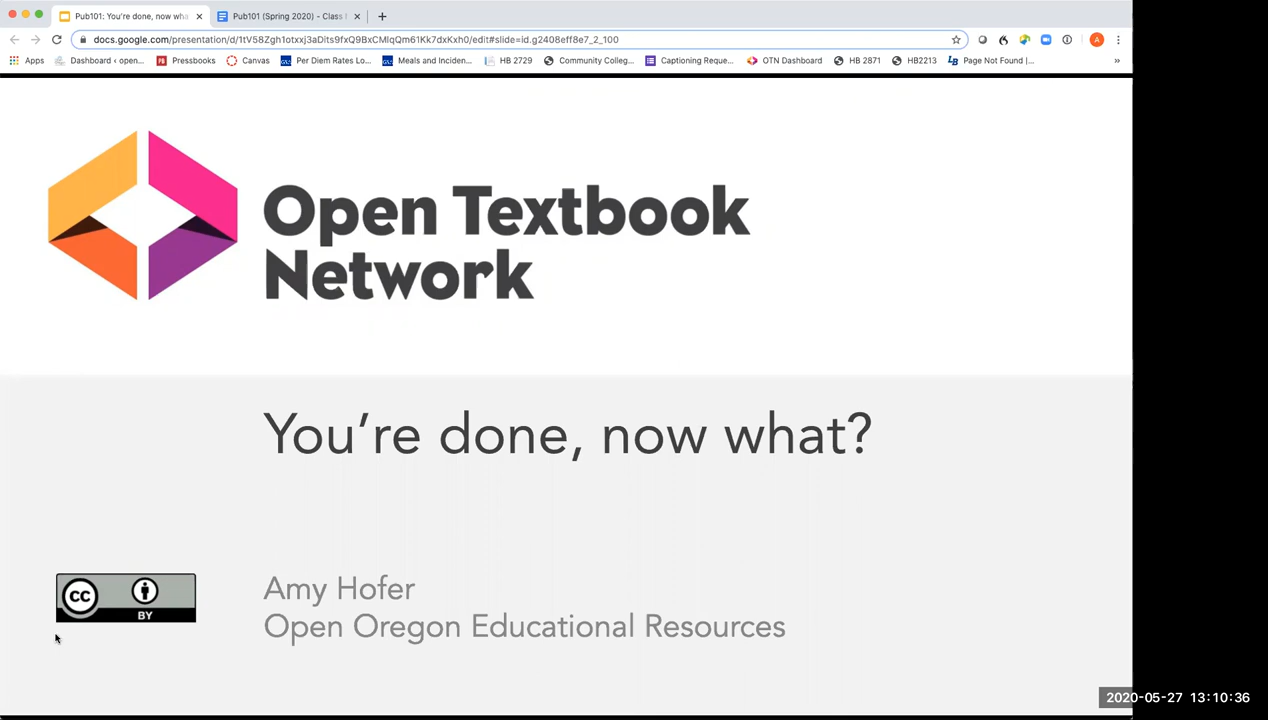 Pub101: You're done, now wha
Pub101 (Spring 2020) – Class
docs.google.com/presentation/d/1tV58Zgh1otxxj3aDits9fxQ9BxCMlqQm61Kk7dxKxh0/edit#slide=id.g2408eff8e7_2_100
A
Apps Dashboard ‹ open... Pressbooks Canvas Per Diem Rates Lo... Meals and Inciden... HB 2729 Community Colleg... Captioning Reque... OTN Dashboard HB 2871 HB2213 Page Not Found |... »
Open Textbook
Network
You're done, now what?
cc BY
Amy Hofer
Open Oregon Educational Resources
2020-05-27 13:10:36